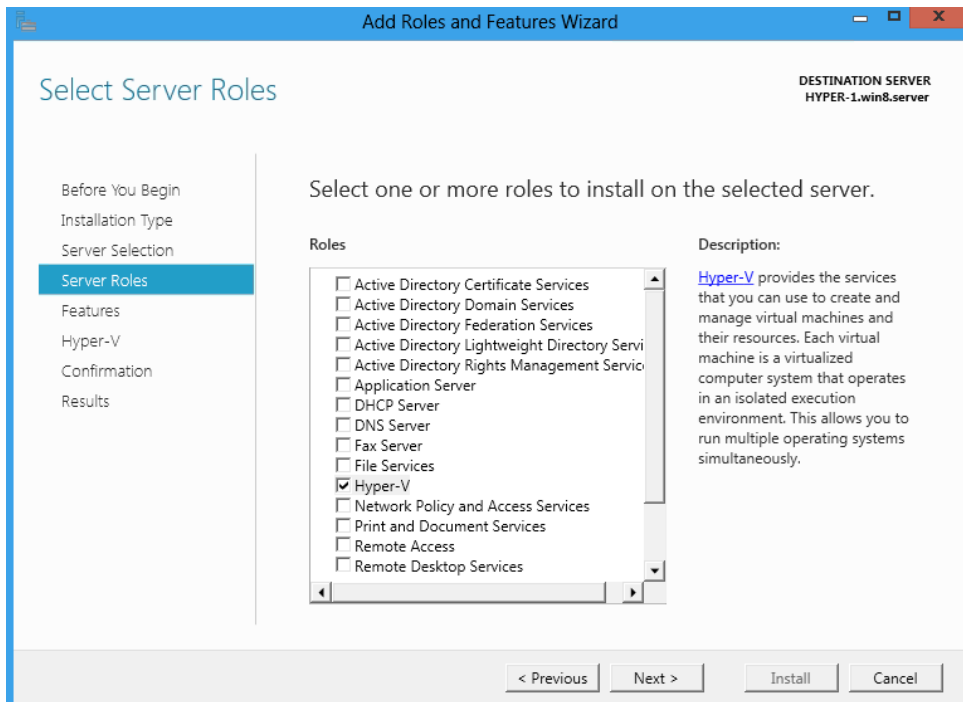 Add Roles and Features Wizard
Select Server Roles
DESTINATION SERVER
HYPER-1.win8.server
Before You Begin
Installation Type
Server Selection
Server Roles
Features
Hyper-V
Confirmation
Results
Select one or more roles to install on the selected server.
Roles
Active Directory Certificate Services
Active Directory Domain Services
Active Directory Federation Services
Active Directory Lightweight Directory Servi
Active Directory Rights Management Servic
Application Server
DHCP Server
DNS Server
Fax Server
File Services
Hyper-V
Network Policy and Access Services
Print and Document Services
Remote Access
Remote Desktop Services
Description:
Hyper-V provides the services
that you can use to create and
manage virtual machines and
their resources. Each virtual
machine is a virtualized
computer system that operates
in an isolated execution
environment. This allows you to
run multiple operating systems
simultaneously.
< Previous
Next >
Install
Cancel